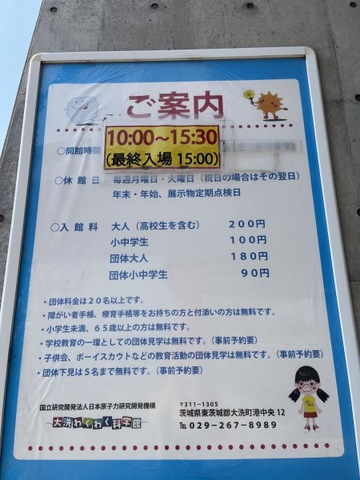 ご案内
○開館時間 10:00～15:30
(最終入場 15:00)
○休館日 毎週月曜日・火曜日（祝日の場合はその翌日）
年末・年始、展示物定期点検日
○入館料 大人（高校生を含む） 200円
小中学生 100円
団体大人 180円
団体小中学生 90円
・団体料金は20名以上です。
・障がい者手帳、療育手帳等をお持ちの方と付添いの方は無料です。
・小学生未満、65歳以上の方は無料です。
・学校教育の一環としての団体見学は無料です。（事前予約要）
・子供会、ボーイスカウトなどの教育活動の団体見学は無料です。（事前予約要）
・団体下見は5名まで無料です。（事前予約要）
国立研究開発法人日本原子力研究開発機構
大洗わくわく科学館
〒311-1305
茨城県東茨城郡大洗町港中央12
TEL 029-267-8989